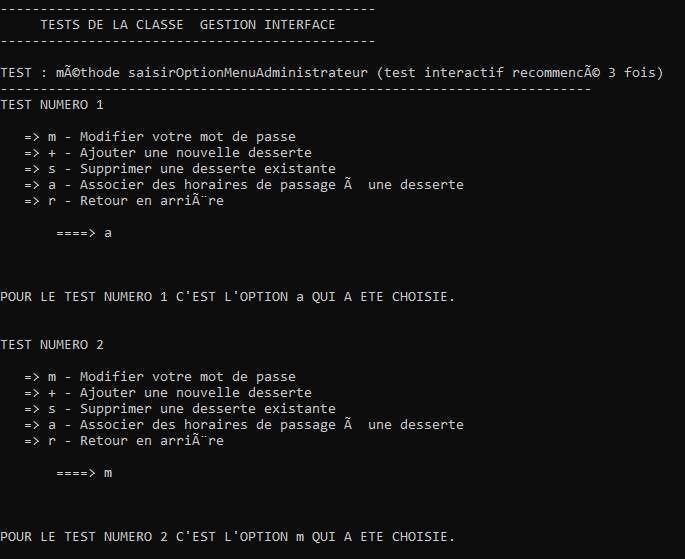 -----------------------------------------------
TESTS DE LA CLASSE  GESTION INTERFACE
-----------------------------------------------
TEST : mÃ©thode saisirOptionMenuAdministrateur (test interactif recommencÃ© 3 fois)
--------------------------------------------------------------------------
TEST NUMERO 1
=> m - Modifier votre mot de passe
=> + - Ajouter une nouvelle desserte
=> s - Supprimer une desserte existante
=> a - Associer des horaires de passage Ã  une desserte
=> r - Retour en arriÃ¨re
====> a
POUR LE TEST NUMERO 1 C'EST L'OPTION a QUI A ETE CHOISIE.
TEST NUMERO 2
=> m - Modifier votre mot de passe
=> + - Ajouter une nouvelle desserte
=> s - Supprimer une desserte existante
=> a - Associer des horaires de passage Ã  une desserte
=> r - Retour en arriÃ¨re
====> m
POUR LE TEST NUMERO 2 C'EST L'OPTION m QUI A ETE CHOISIE.